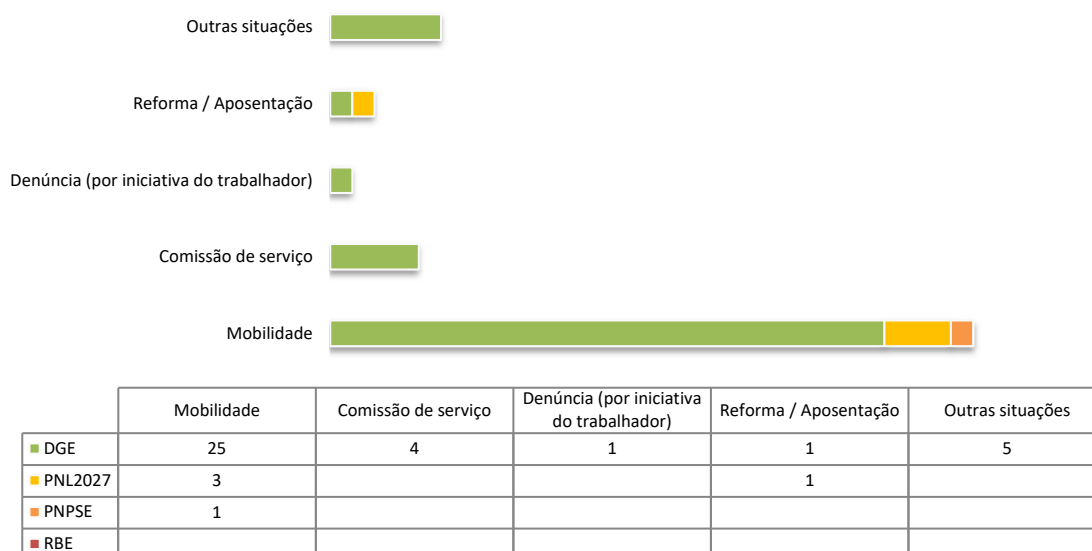 Outras situações
Reforma / Aposentação
Denúncia (por iniciativa do trabalhador)
Comissão de serviço
Mobilidade
Mobilidade Comissão de serviço Denúncia (por iniciativa do trabalhador) Reforma / Aposentação Outras situações
DGE 25 4 1 1 5
PNL2027 3 1
PNPSE 1
RBE